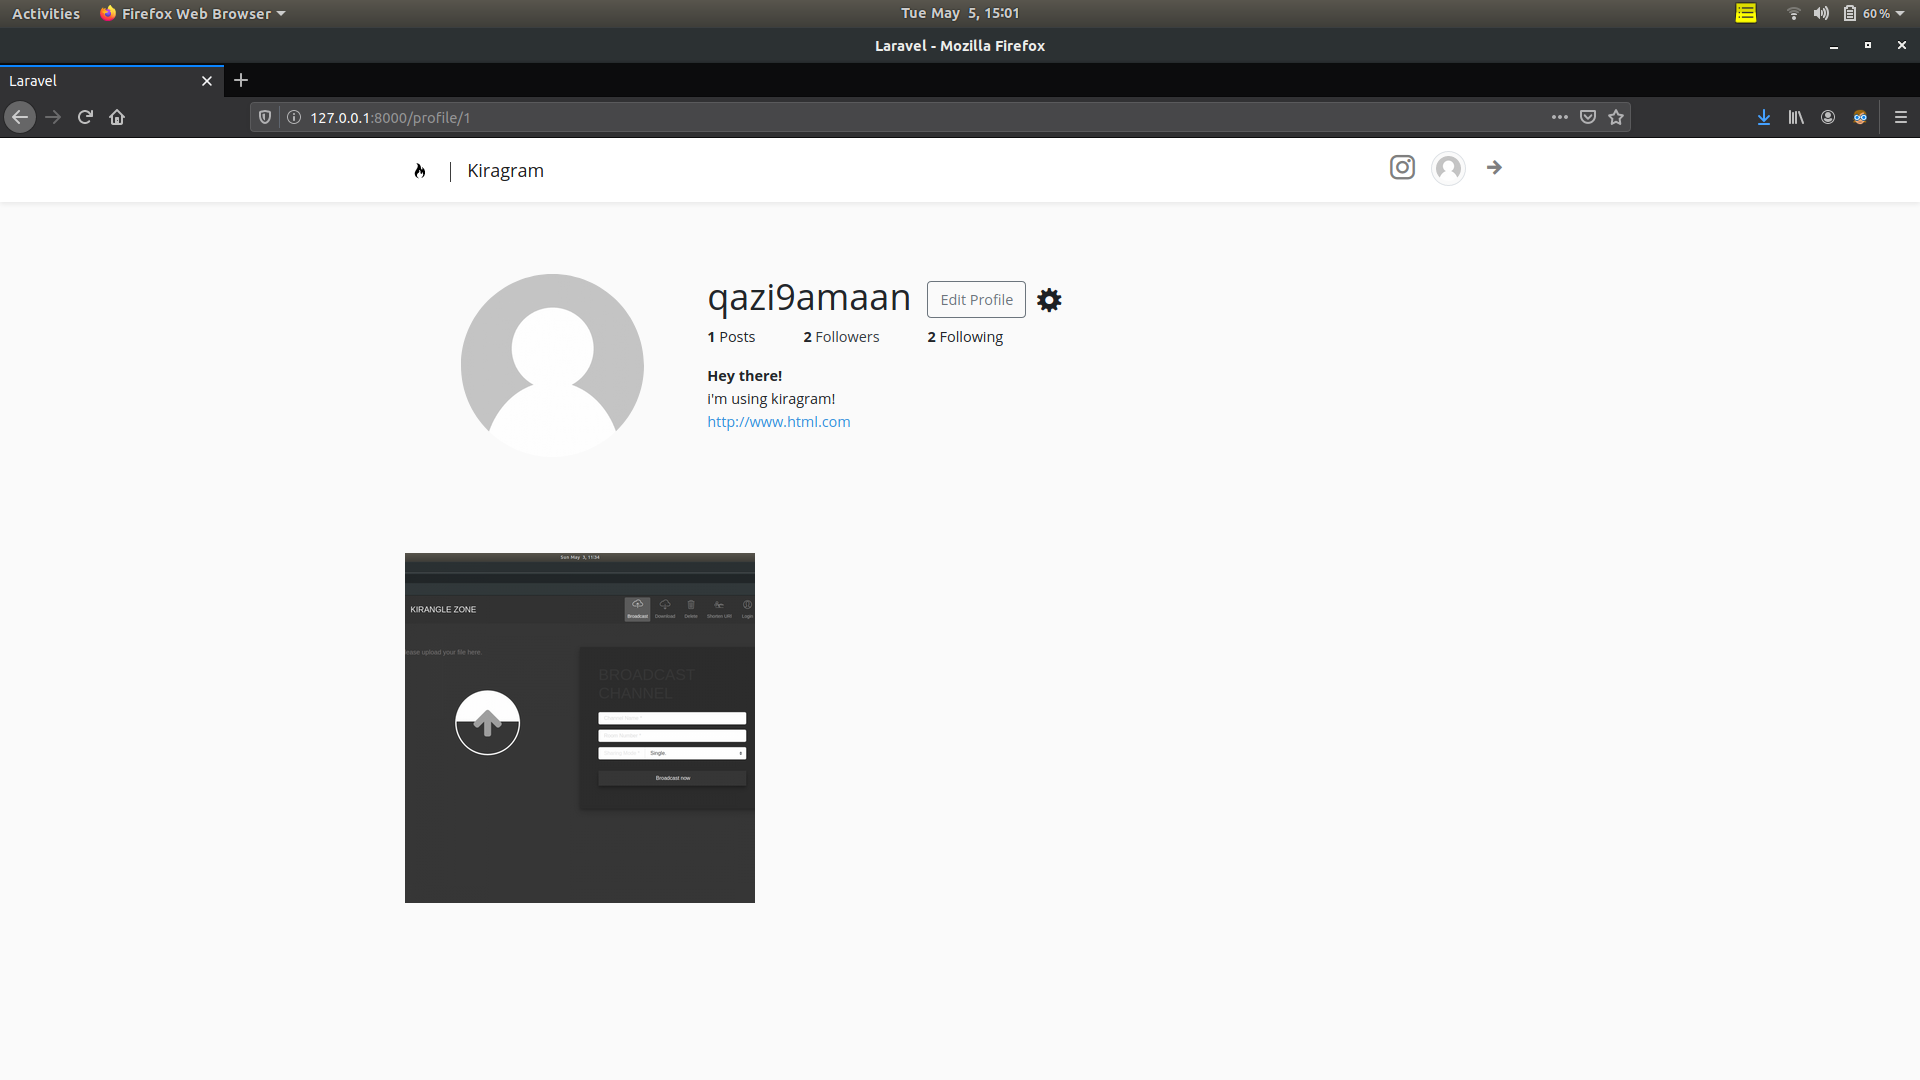 Activities Firefox Web Browser Tue May 5, 15:01 60 %
Laravel - Mozilla Firefox
Laravel
127.0.0.1:8000/profile/1
Kiragram
qazi9amaan Edit Profile
1 Posts 2 Followers 2 Following
Hey there!
i'm using kiragram!
http://www.html.com
Sun May 3, 11:34
KIRANGLE ZONE
Broadcast Download Delete Shorten URl Login
ease upload your file here.
BROADCAST
CHANNEL
Single
Broadcast now